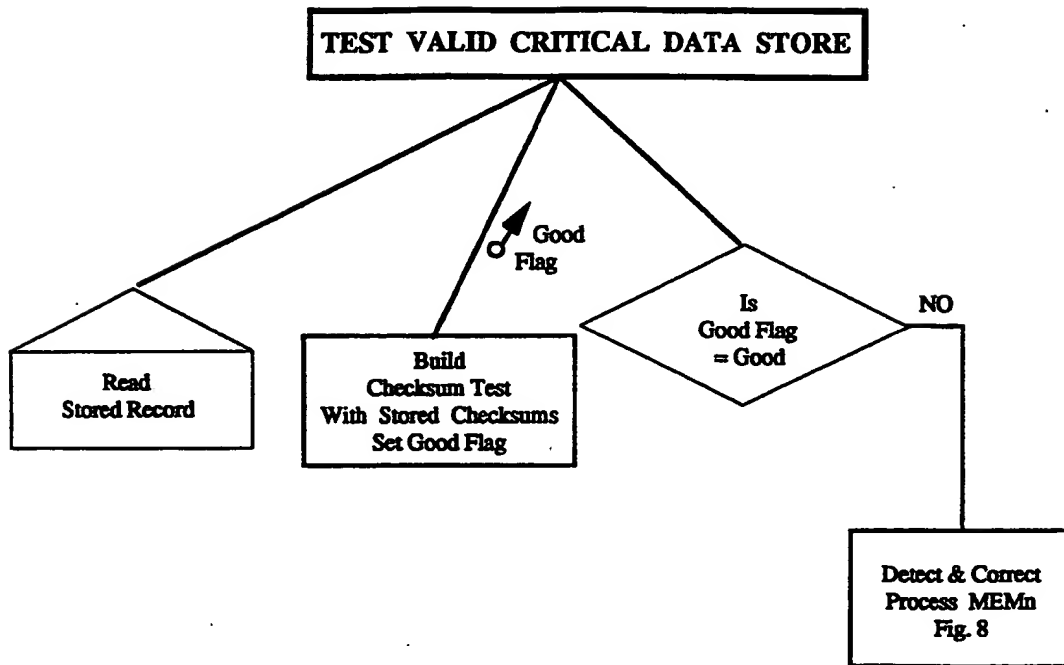 TEST VALID CRITICAL DATA STORE
Good
Flag
Read
Stored Record
Build
Checksum Test
With Stored Checksums
Set Good Flag
Is
Good Flag
= Good
NO
Detect & Correct
Process MEMn
Fig. 8